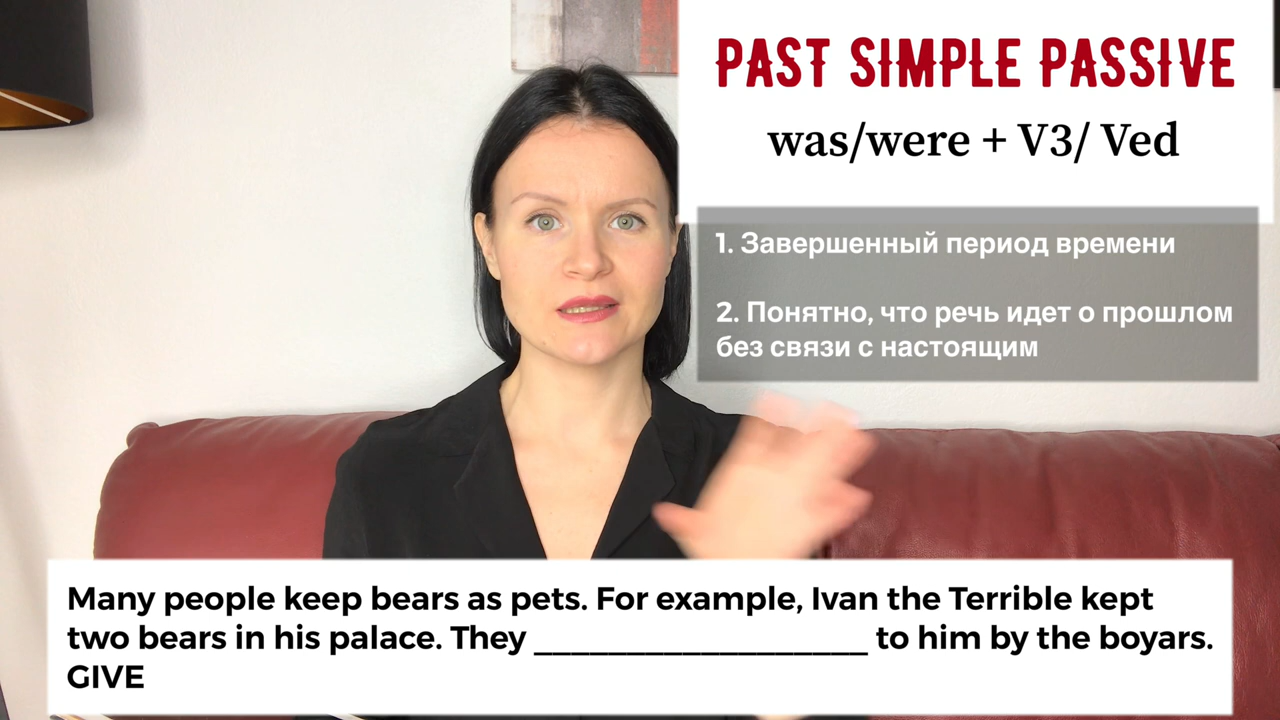 PAST SIMPLE PASSIVE
was/were + V3/ Ved
1. Завершенный период времени
2. Понятно, что речь идет о прошлом
без связи с настоящим
Many people keep bears as pets. For example, Ivan the Terrible kept
two bears in his palace. They ____________________ to him by the boyars.
GIVE